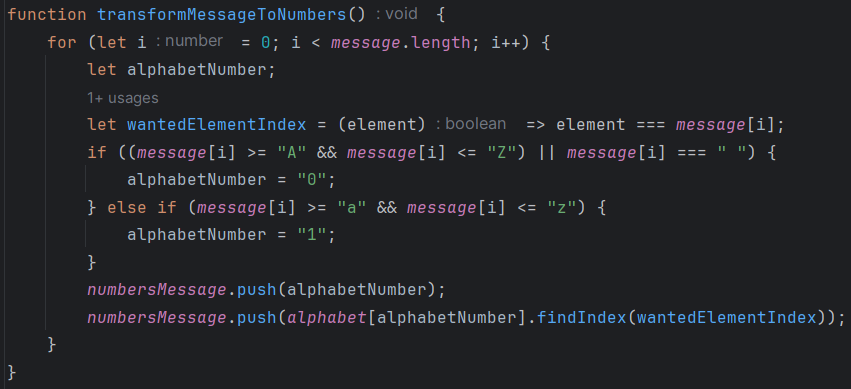 function transformMessageToNumbers() : void {
    for (let i : number = 0; i < message.length; i++) {
        let alphabetNumber;
        1+ usages
        let wantedElementIndex = (element) : boolean => element === message[i];
        if ((message[i] >= "A" && message[i] <= "Z") || message[i] === " ") {
            alphabetNumber = "0";
        } else if (message[i] >= "a" && message[i] <= "z") {
            alphabetNumber = "1";
        }
        numbersMessage.push(alphabetNumber);
        numbersMessage.push(alphabet[alphabetNumber].findIndex(wantedElementIndex));
    }
}